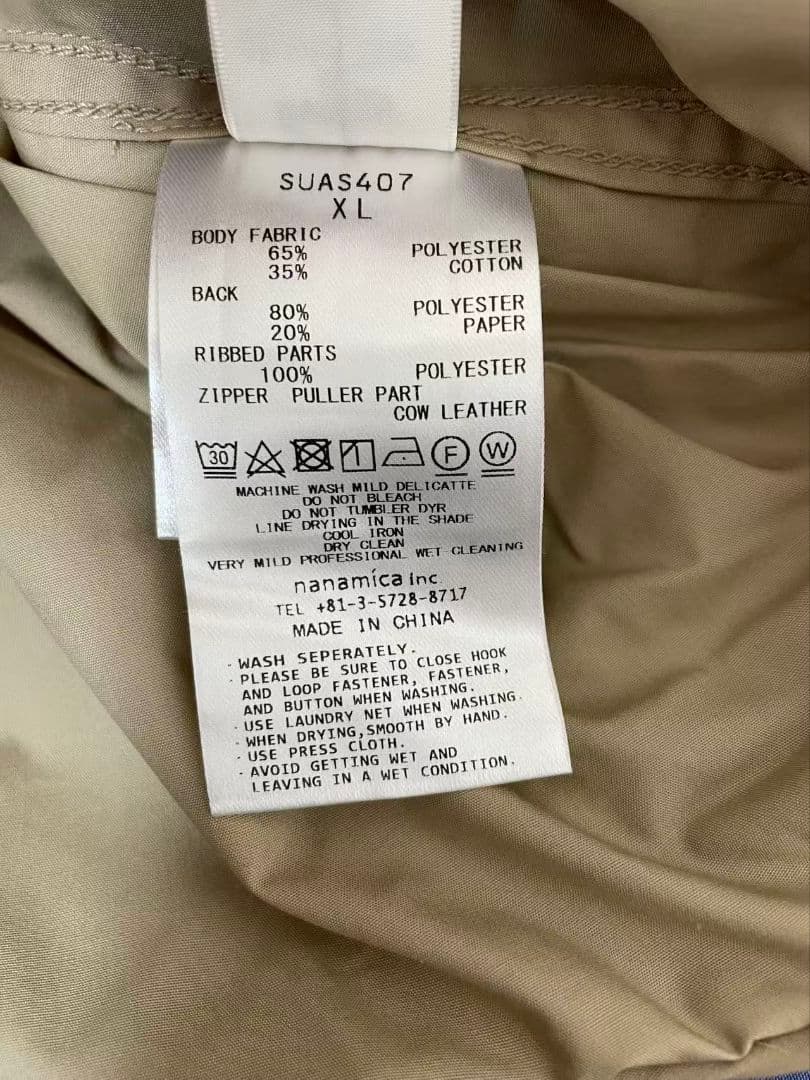 SUAS407
XL
BODY FABRIC
65% POLYESTER
35% COTTON
BACK
80% POLYESTER
20% PAPER
RIBBED PARTS
100% POLYESTER
ZIPPER PULLER PART
COW LEATHER
30 F W
MACHINE WASH MILD DELICATTE
DO NOT BLEACH
DO NOT TUMBLER DYR
LINE DRYING IN THE SHADE
COOL IRON
DRY CLEAN
VERY MILD PROFESSIONAL WET CLEANING
nanamica Inc.
TEL +81-3-5728-8717
MADE IN CHINA
· WASH SEPERATELY.
· PLEASE BE SURE TO CLOSE HOOK
AND LOOP FASTENER, FASTENER,
AND BUTTON WHEN WASHING.
· USE LAUNDRY NET WHEN WASHING.
· WHEN DRYING,SMOOTH BY HAND.
· USE PRESS CLOTH.
· AVOID GETTING WET AND
LEAVING IN A WET CONDITION.